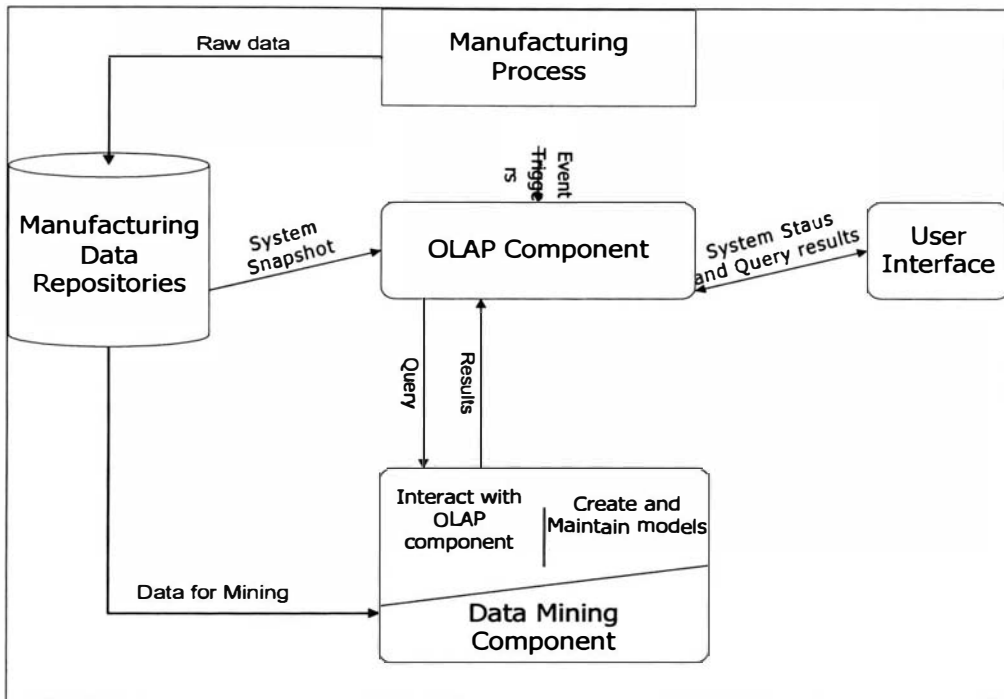 Raw data
Manufacturing
Process
Event
Trigge
rs
Manufacturing
Data
Repositories
System
Snapshot
OLAP Component
System Staus
and Query results
User
Interface
Query
Results
Interact with
OLAP
component
Create and
Maintain models
Data for Mining
Data Mining
Component